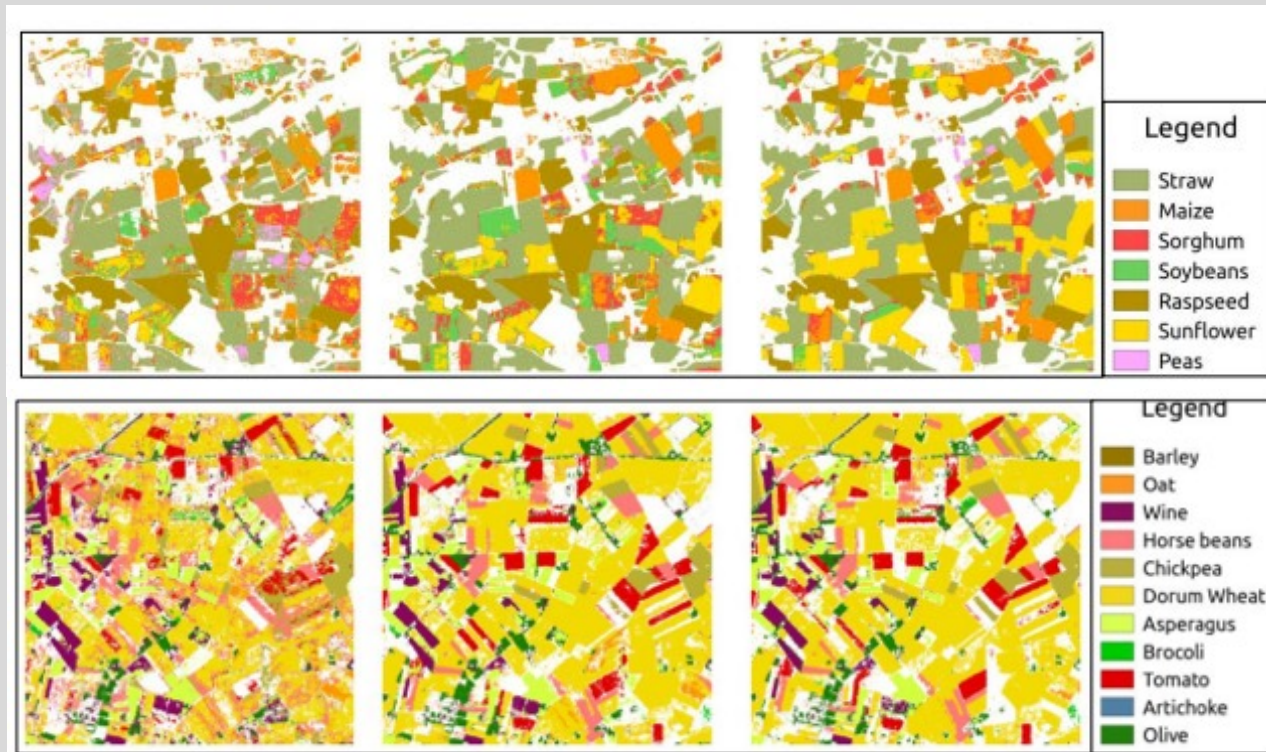 Legend
Straw
Maize
Sorghum
Soybeans
Raspseed
Sunflower
Peas
Legend
Barley
Oat
Wine
Horse beans
Chickpea
Dorum Wheat
Asparagus
Brocoli
Tomato
Artichoke
Olive